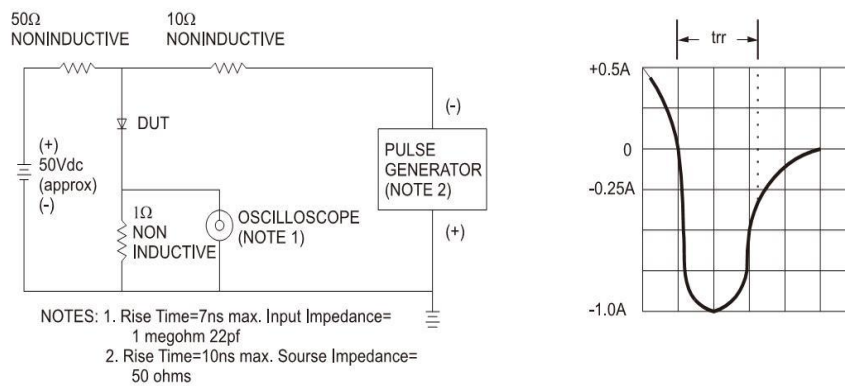 50Ω
NONINDUCTIVE
10Ω
NONINDUCTIVE
DUT
(+)
50Vdc
(approx)
(-)
1Ω
NON
INDUCTIVE
OSCILLOSCOPE
(NOTE 1)
(-)
PULSE
GENERATOR
(NOTE 2)
(+)
NOTES: 1. Rise Time=7ns max. Input Impedance=
1 megohm 22pf
2. Rise Time=10ns max. Sourse Impedance=
50 ohms
trr
+0.5A
0
-0.25A
-1.0A